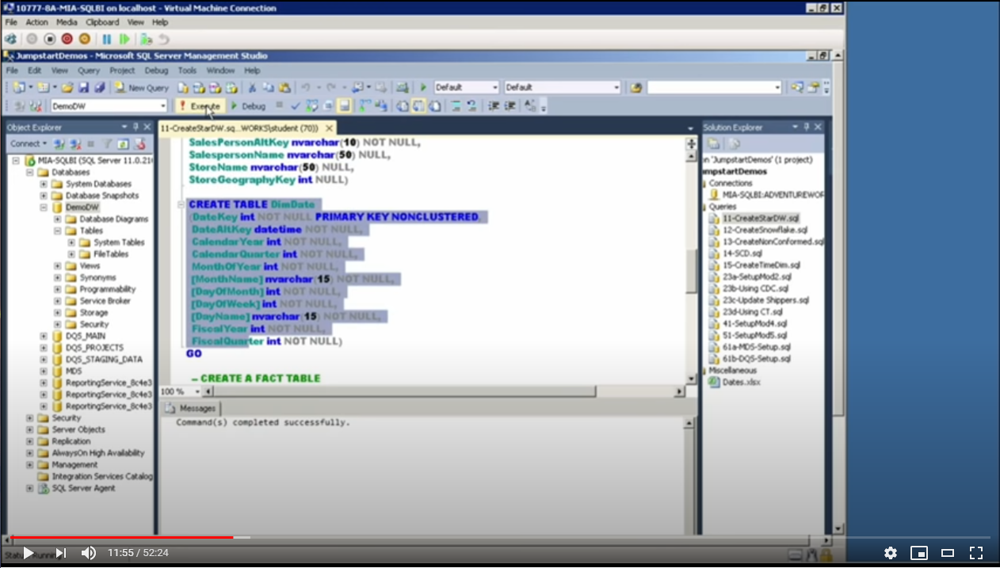 10777-8A-MIA-SQLBI on localhost - Virtual Machine Connection
File Action Media Clipboard View Help
JumpstartDemos - Microsoft SQL Server Management Studio
File Edit View Query Project Debug Tools Window Help
New Query Default Default
DemoDW Execute Debug
Object Explorer
Connect
MIA-SQLBI (SQL Server 11.0.210
Databases
System Databases
Database Snapshots
DemoDW
Database Diagrams
Tables
System Tables
FileTables
Views
Synonyms
Programmability
Service Broker
Storage
Security
DQS_MAIN
DQS_PROJECTS
DQS_STAGING_DATA
MDS
ReportingService_8c4e3
ReportingService_8c4e3
ReportingService_8c4e3
Security
Server Objects
Replication
AlwaysOn High Availability
Management
Integration Services Catalog
SQL Server Agent
11-CreateStarDW.sq...WORKS\student (70))
SalesPersonAltKey nvarchar(10) NOT NULL,
SalespersonName nvarchar(50) NULL,
StoreName nvarchar(50) NULL,
StoreGeographyKey int NULL)
CREATE TABLE DimDate
(DateKey int NOT NULL PRIMARY KEY NONCLUSTERED,
DateAltKey datetime NOT NULL,
CalendarYear int NOT NULL,
CalendarQuarter int NOT NULL,
MonthOfYear int NOT NULL,
[MonthName] nvarchar(15) NOT NULL,
[DayOfMonth] int NOT NULL,
[DayOfWeek] int NOT NULL,
[DayName] nvarchar(15) NOT NULL,
FiscalYear int NOT NULL,
FiscalQuarter int NOT NULL)
GO
-- CREATE A FACT TABLE
100 %
Messages
Command(s) completed successfully.
Solution Explorer
n 'JumpstartDemos' (1 project)
umpstartDemos
Connections
MIA-SQLBI:ADVENTUREWOR
Queries
11-CreateStarDW.sql
12-CreateSnowflake.sql
13-CreateNonConformed.sql
14-SCD.sql
15-CreateTimeDim.sql
23a-SetupMod2.sql
23b-Using CDC.sql
23c-Update Shippers.sql
23d-Using CT.sql
41-SetupMod4.sql
51-SetupMod5.sql
61a-MDS-Setup.sql
61b-DQS-Setup.sql
Miscellaneous
Dates.xlsx
11:55 / 52:24